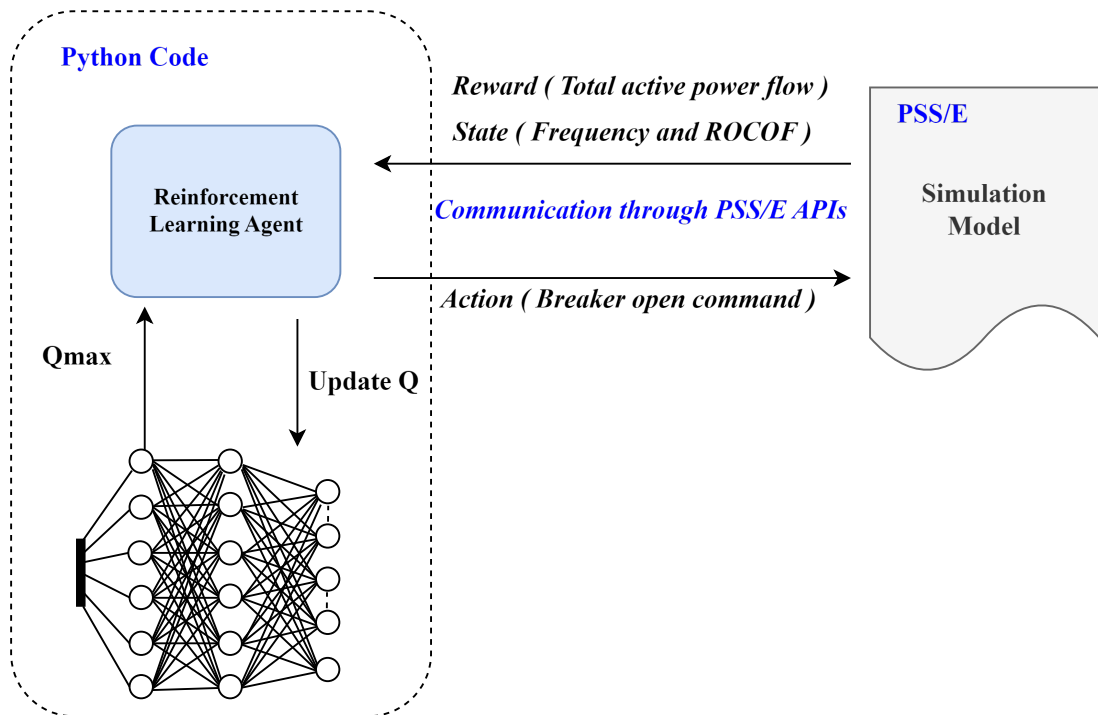 Python Code
Reinforcement
Learning Agent
Qmax
Update Q
Reward ( Total active power flow )
State ( Frequency and ROCOF )
Communication through PSS/E APIs
Action ( Breaker open command )
PSS/E
Simulation
Model